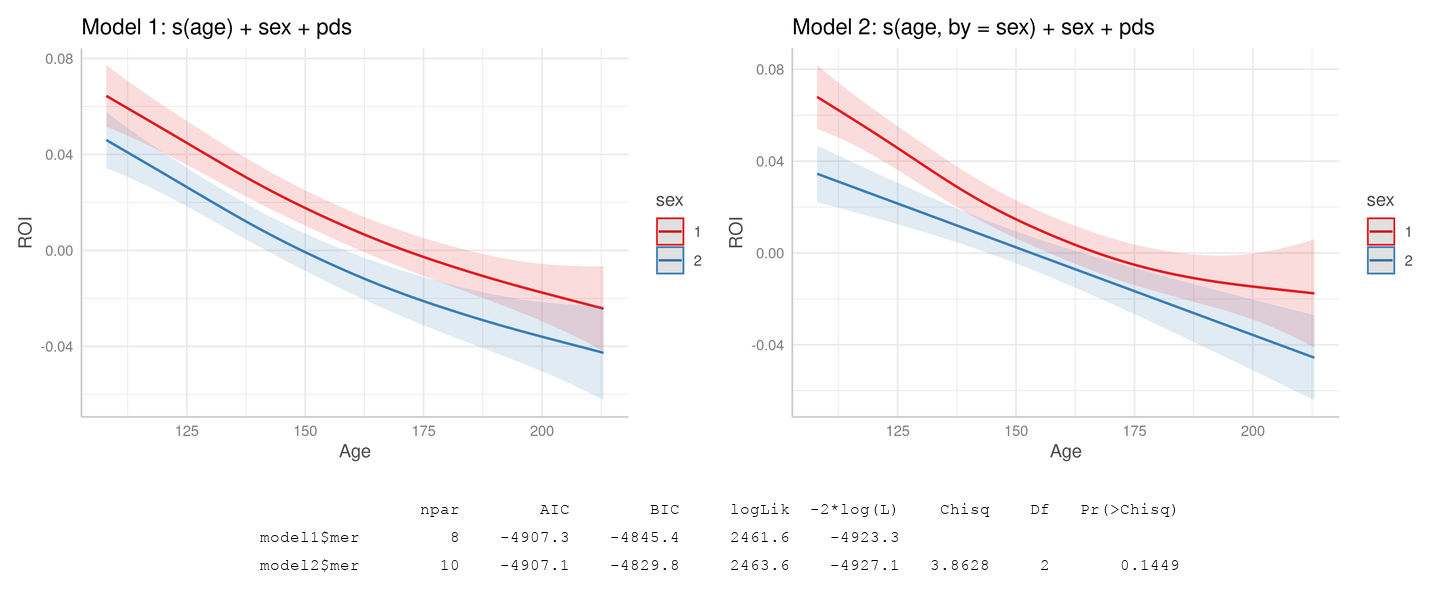 Model 1: s(age) + sex + pds
0.08
0.04
0.00
-0.04
ROI
125 150 175 200
Age
sex
1
2
Model 2: s(age, by = sex) + sex + pds
0.08
0.04
0.00
-0.04
ROI
125 150 175 200
Age
sex
1
2
npar AIC BIC logLik -2*log(L) Chisq Df Pr(>Chisq)
model1$mer 8 -4907.3 -4845.4 2461.6 -4923.3
model2$mer 10 -4907.1 -4829.8 2463.6 -4927.1 3.8628 2 0.1449